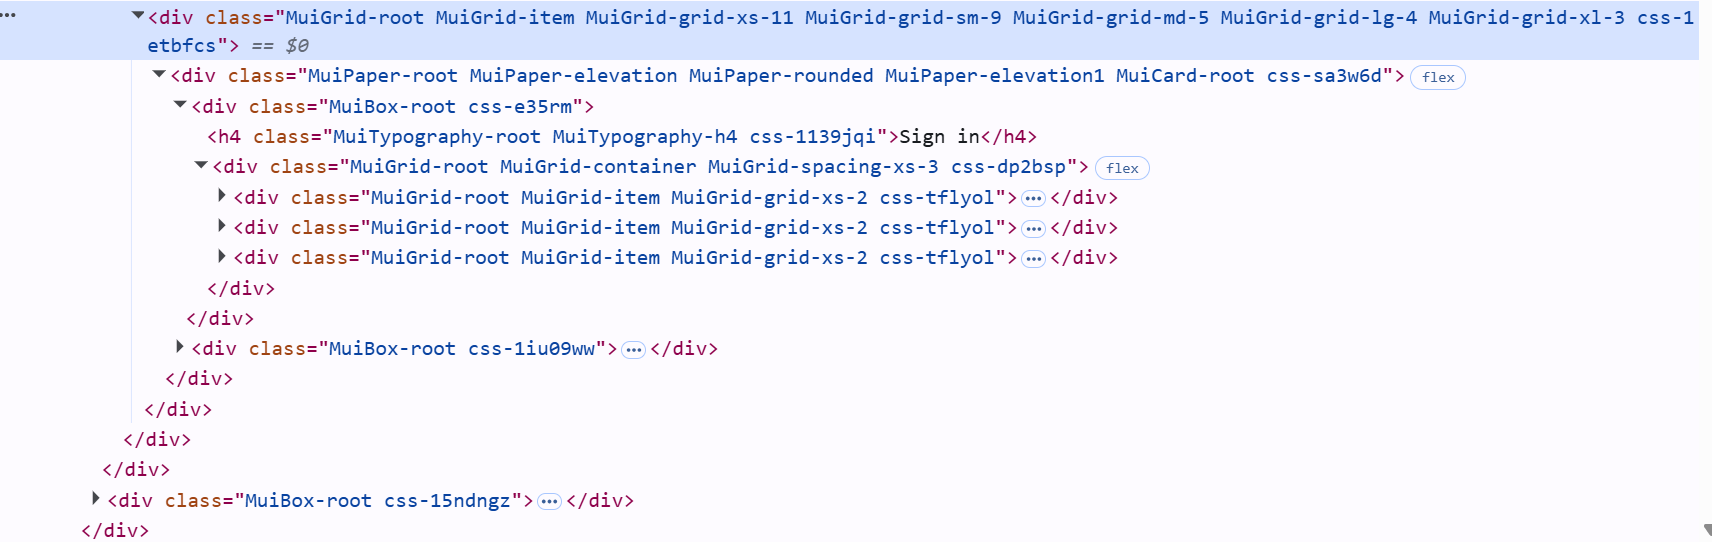 <div class="MuiGrid-root MuiGrid-item MuiGrid-grid-xs-11 MuiGrid-grid-sm-9 MuiGrid-grid-md-5 MuiGrid-grid-lg-4 MuiGrid-grid-xl-3 css-1
etbfcs"> == $0
<div class="MuiPaper-root MuiPaper-elevation MuiPaper-rounded MuiPaper-elevation1 MuiCard-root css-sa3w6d"> flex
<div class="MuiBox-root css-e35rm">
<h4 class="MuiTypography-root MuiTypography-h4 css-1139jqi">Sign in</h4>
<div class="MuiGrid-root MuiGrid-container MuiGrid-spacing-xs-3 css-dp2bsp"> flex
<div class="MuiGrid-root MuiGrid-item MuiGrid-grid-xs-2 css-tflyol">…</div>
<div class="MuiGrid-root MuiGrid-item MuiGrid-grid-xs-2 css-tflyol">…</div>
<div class="MuiGrid-root MuiGrid-item MuiGrid-grid-xs-2 css-tflyol">…</div>
</div>
</div>
<div class="MuiBox-root css-1iu09ww">…</div>
</div>
</div>
</div>
</div>
<div class="MuiBox-root css-15ndngz">…</div>
</div>